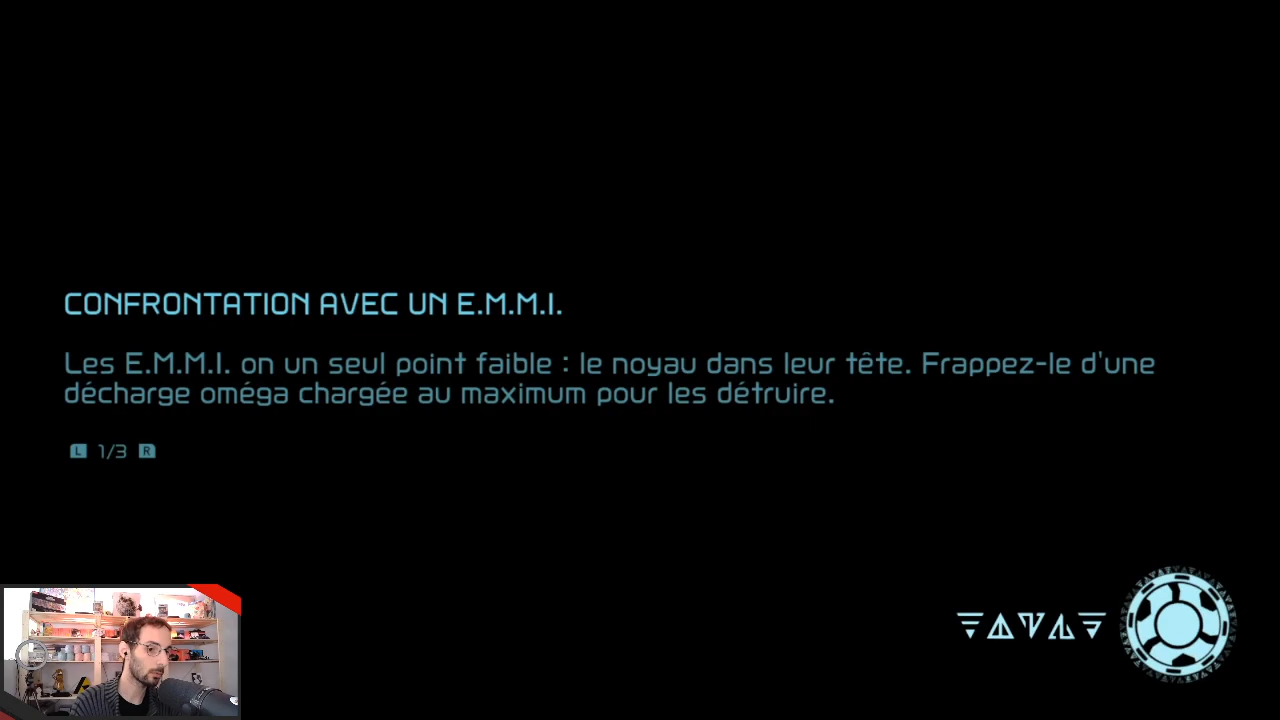 CONFRONTATION AVEC UN E.M.M.I.
Les E.M.M.I. on un seul point faible : le noyau dans leur tête. Frappez-le d'une
décharge oméga chargée au maximum pour les détruire.
L 1/3 R